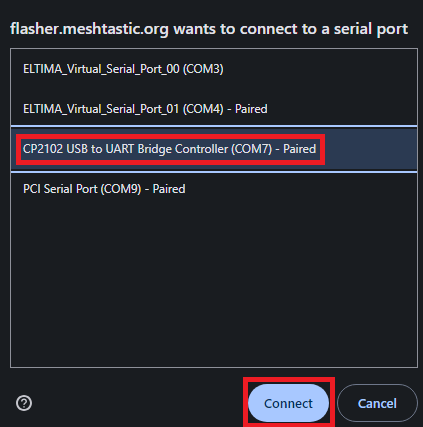 flasher.meshtastic.org wants to connect to a serial port
ELTIMA_Virtual_Serial_Port_00 (COM3)
ELTIMA_Virtual_Serial_Port_01 (COM4) - Paired
CP2102 USB to UART Bridge Controller (COM7) - Paired
PCI Serial Port (COM9) - Paired
? Connect Cancel